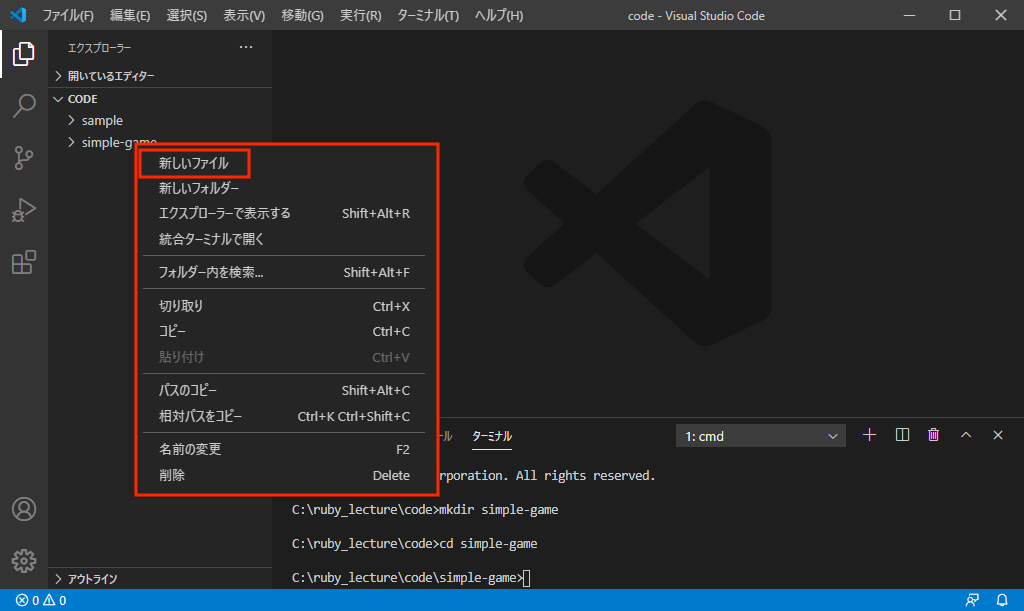 ファイル(F) 編集(E) 選択(S) 表示(V) 移動(G) 実行(R) ターミナル(T) ヘルプ(H) code - Visual Studio Code
エクスプローラー ...
開いているエディター
CODE
sample
simple-game
新しいファイル
新しいフォルダー
エクスプローラーで表示する Shift+Alt+R
統合ターミナルで開く
フォルダー内を検索... Shift+Alt+F
切り取り Ctrl+X
コピー Ctrl+C
貼り付け Ctrl+V
パスのコピー Shift+Alt+C
相対パスをコピー Ctrl+K Ctrl+Shift+C
名前の変更 F2
削除 Delete
ール ターミナル 1: cmd
rporation. All rights reserved.
C:\ruby_lecture\code>mkdir simple-game
C:\ruby_lecture\code>cd simple-game
C:\ruby_lecture\code\simple-game>
アウトライン
0 0